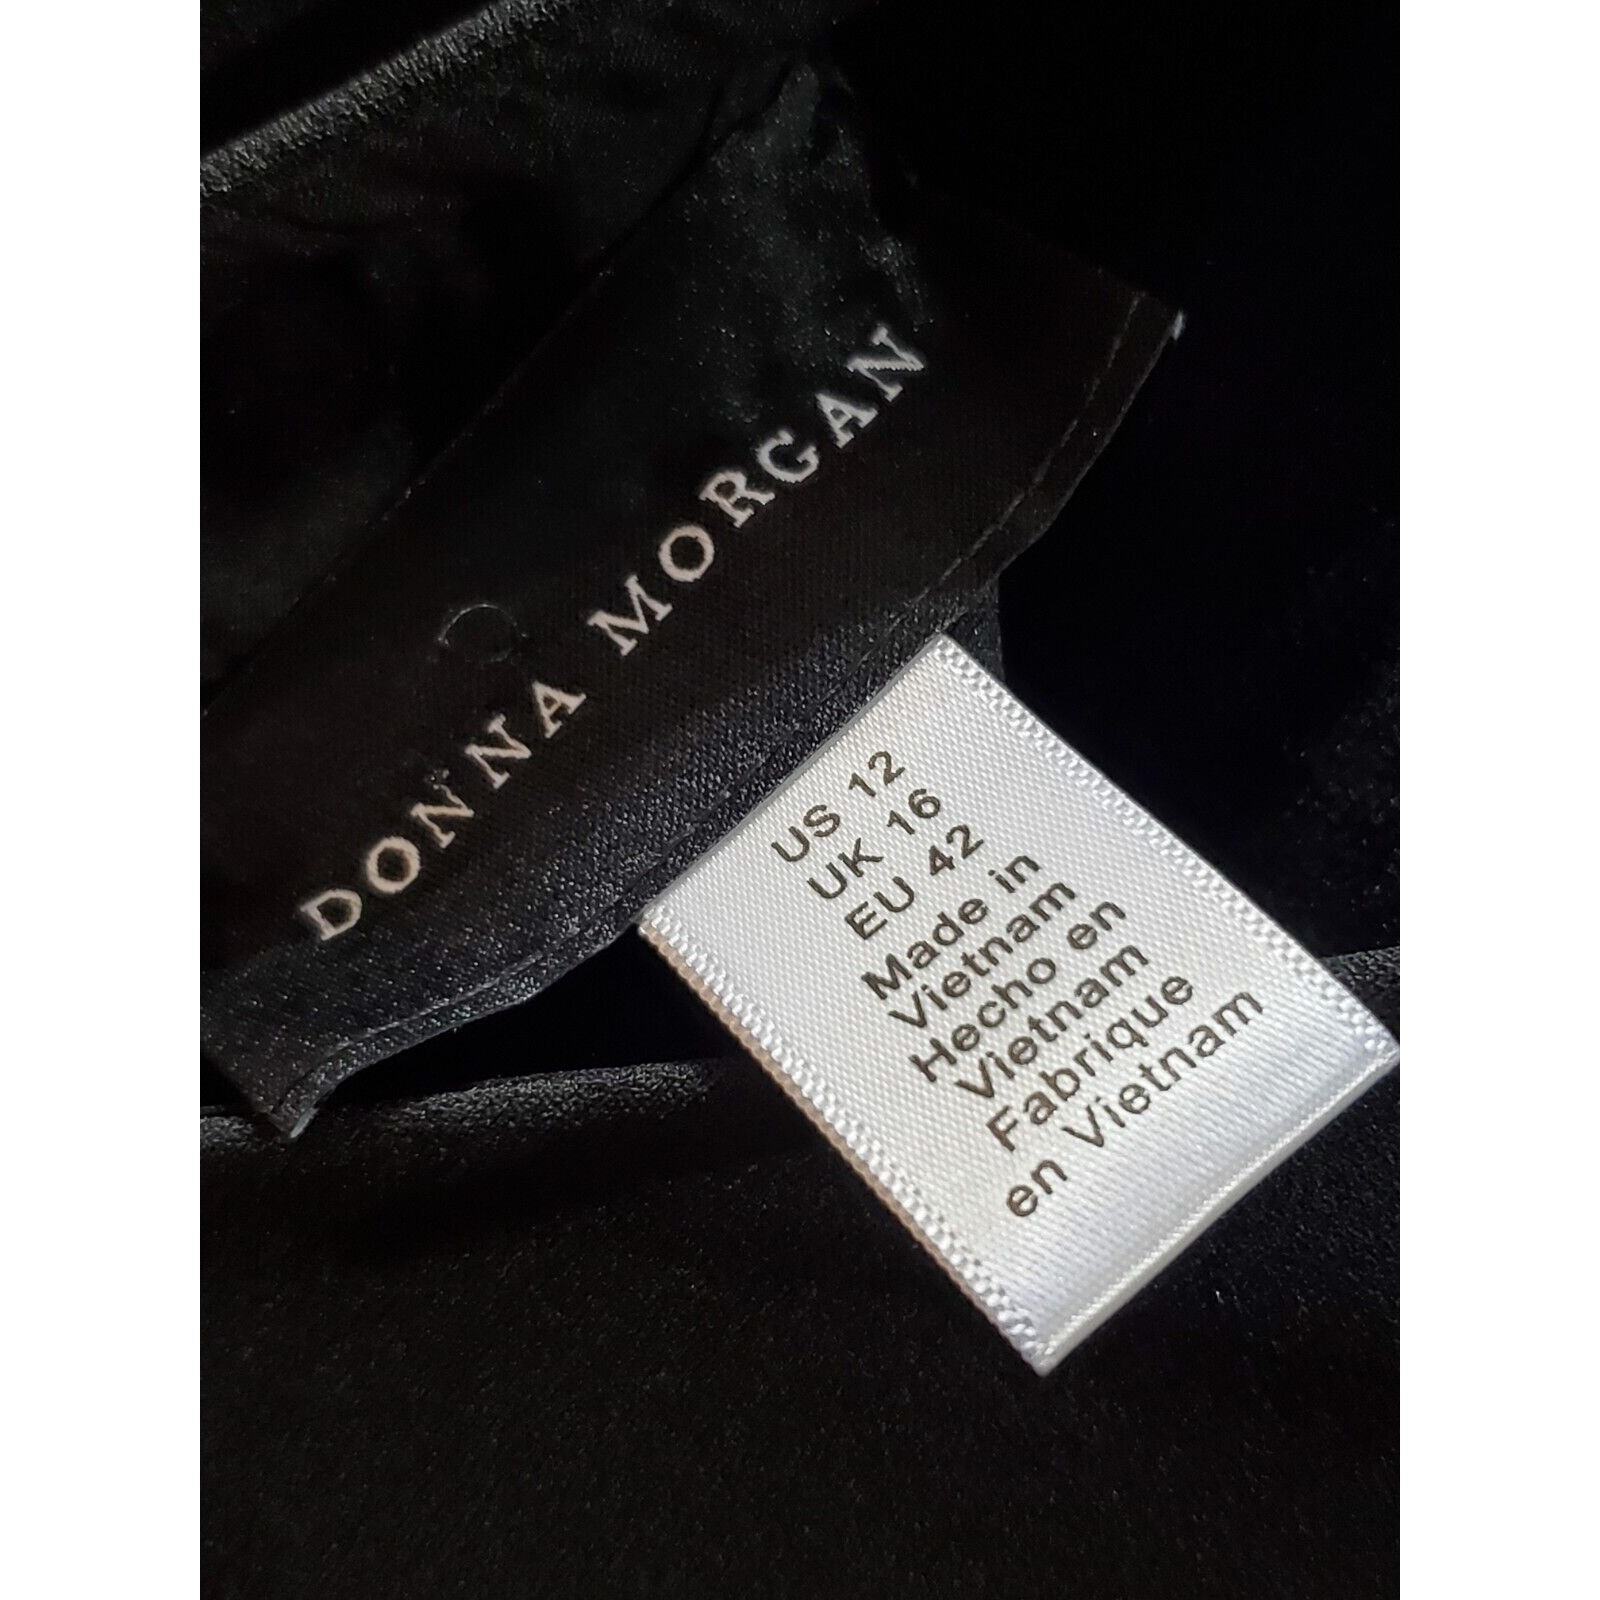 DONNA MORGAN
US 12
UK 16
EU 42
Made in
Vietnam
Hecho en
Vietnam
Fabrique
en Vietnam